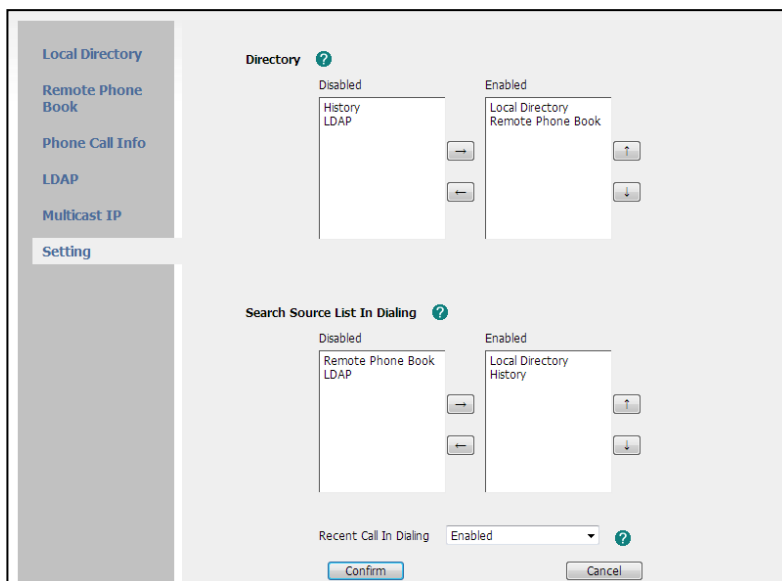 Local Directory
Remote Phone
Book
Phone Call Info
LDAP
Multicast IP
Setting
Directory ?
Disabled
Enabled
History
LDAP
Local Directory
Remote Phone Book
→
←
↑
↓
Search Source List In Dialing ?
Disabled
Enabled
Remote Phone Book
LDAP
Local Directory
History
→
←
↑
↓
Recent Call In Dialing Enabled ?
Confirm
Cancel